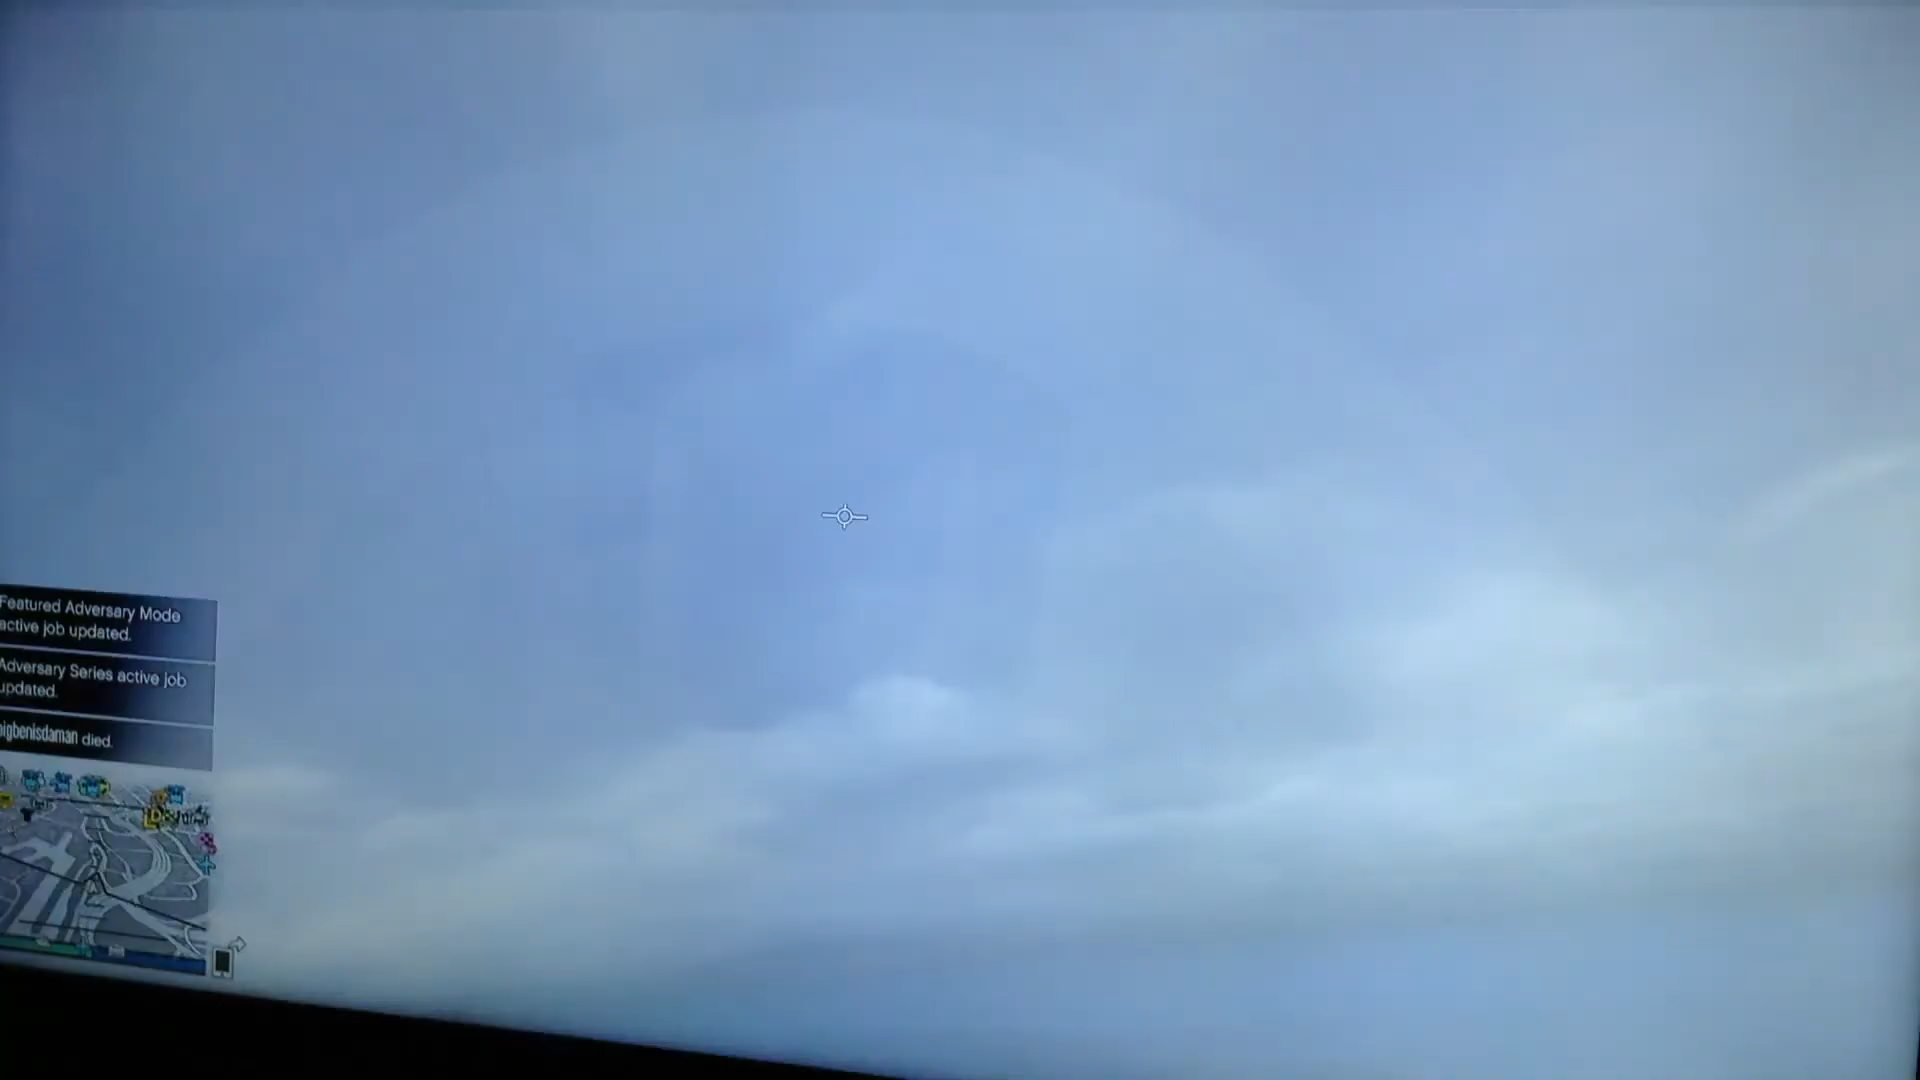 Featured Adversary Mode
active job updated.
Adversary Series active job
updated.
bigbenisdaman died.